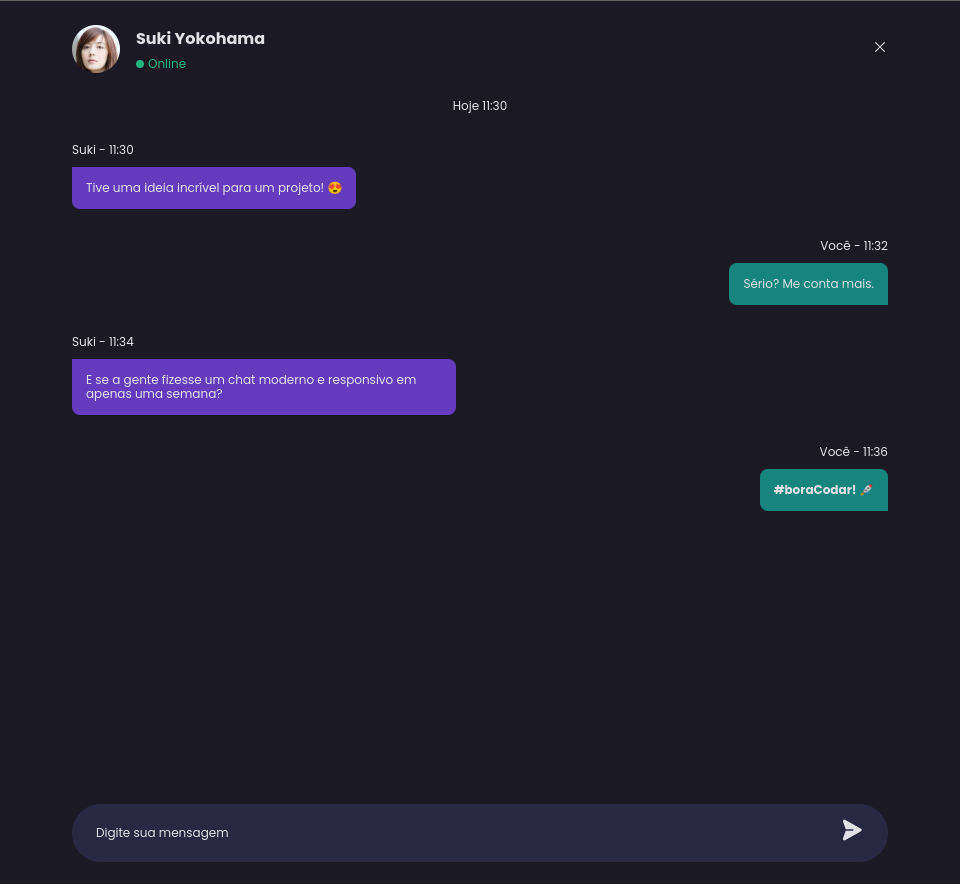 Suki Yokohama
Online
Hoje 11:30
Suki - 11:30
Tive uma ideia incrível para um projeto! 😍
Você - 11:32
Sério? Me conta mais.
Suki - 11:34
E se a gente fizesse um chat moderno e responsivo em
apenas uma semana?
Você - 11:36
#boraCodar! 🚀
Digite sua mensagem